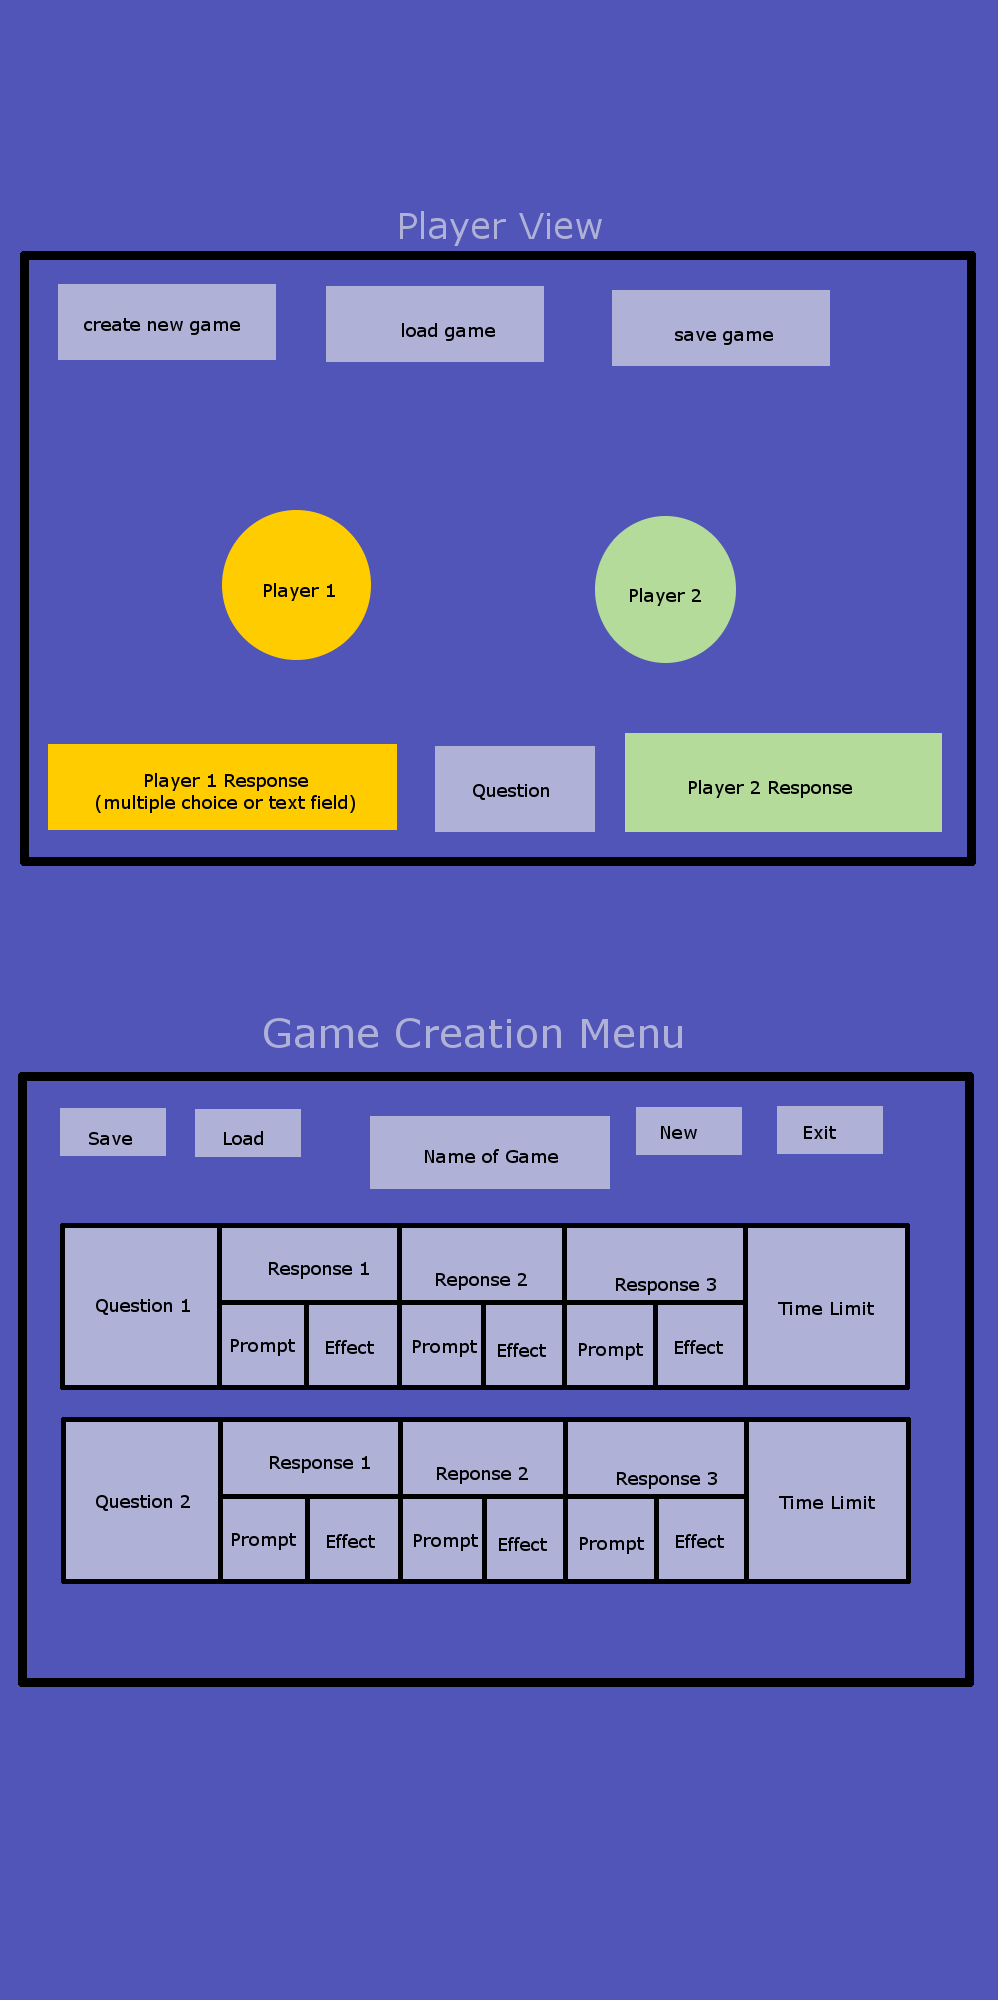 Player View
create new game
load game
save game
Player 1
Player 2
Player 1 Response
(multiple choice or text field)
Question
Player 2 Response
Game Creation Menu
Save
Load
Name of Game
New
Exit
Question 1
Response 1
Reponse 2
Response 3
Time Limit
Prompt
Effect
Prompt
Effect
Prompt
Effect
Question 2
Response 1
Reponse 2
Response 3
Time Limit
Prompt
Effect
Prompt
Effect
Prompt
Effect